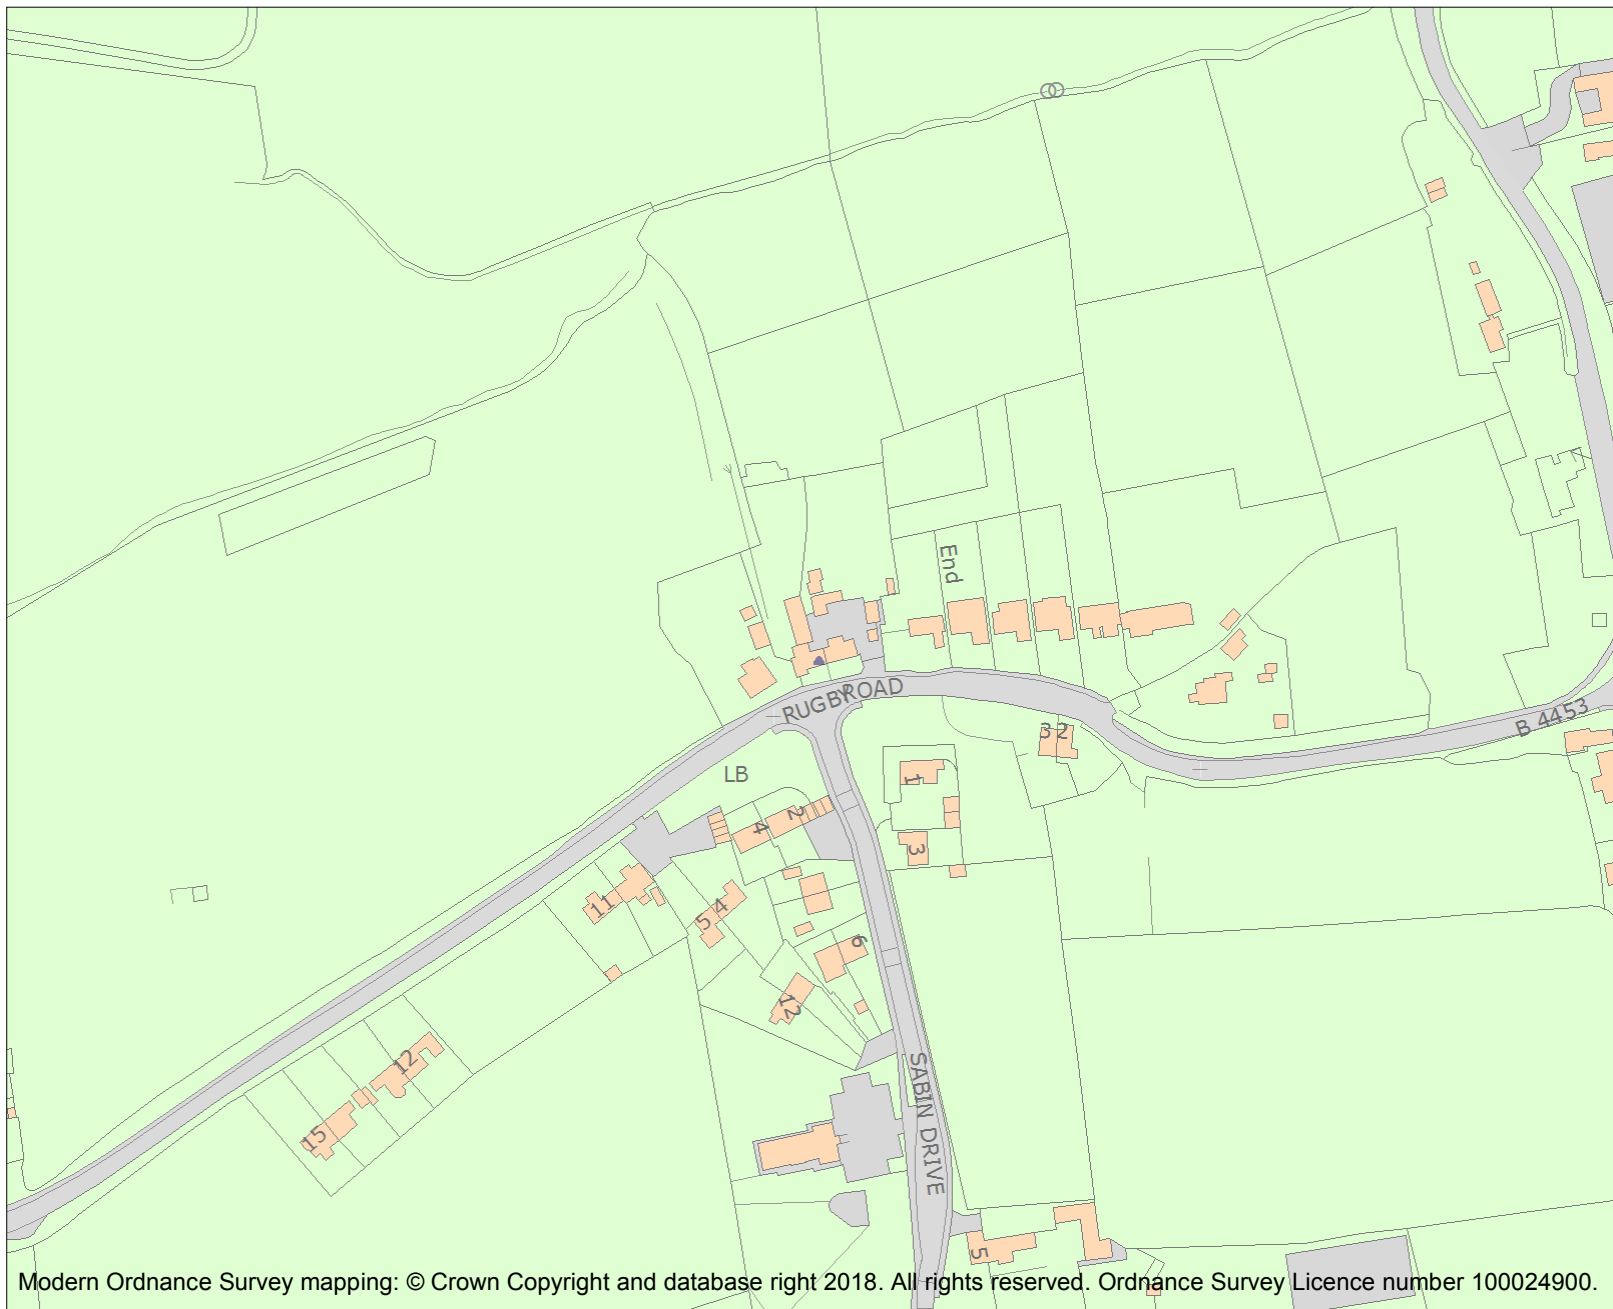 End
RUGBY ROAD
B 4453
3 2
LB
1
2
4
3
11
5 4
6
12
12
15
SABIN DRIVE
5
Modern Ordnance Survey mapping: © Crown Copyright and database right 2018. All rights reserved. Ordnance Survey Licence number 100024900.